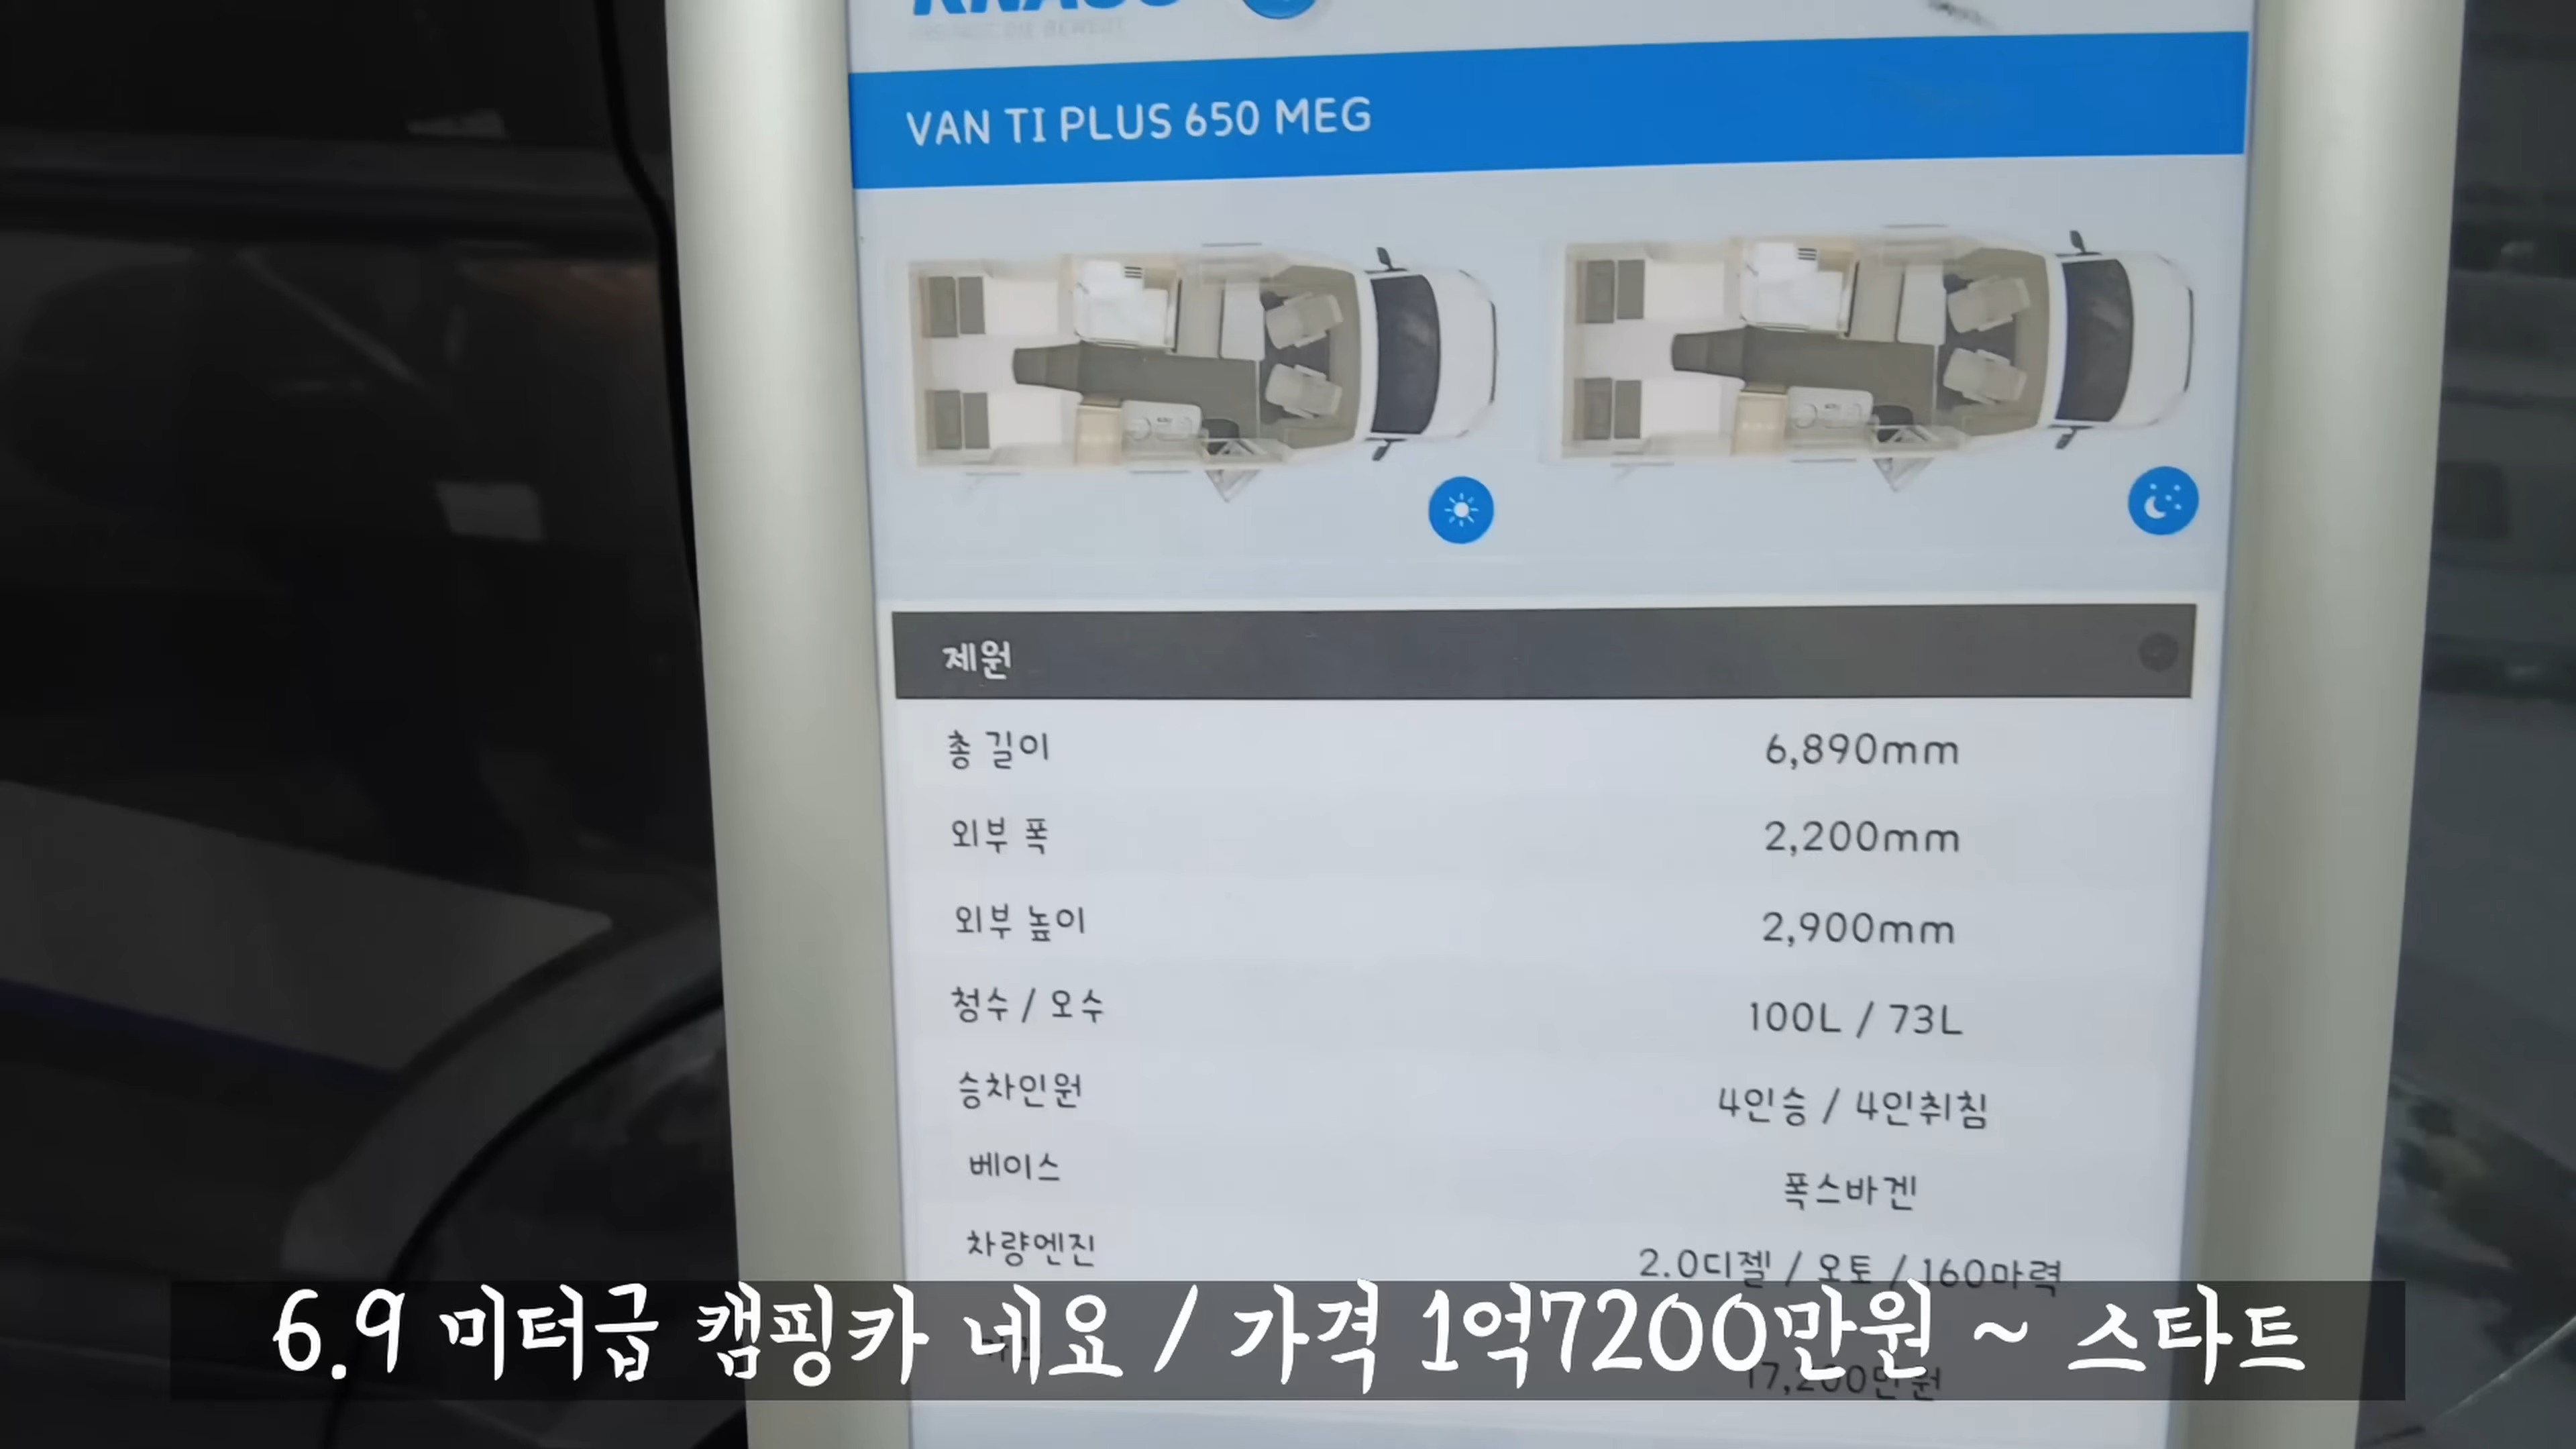 KNAUS
VAN TI PLUS 650 MEG
제원
총 길이 6,890mm
외부 폭 2,200mm
외부 높이 2,900mm
청수 / 오수 100L / 73L
승차인원 4인승 / 4인취침
베이스 폭스바겐
차량엔진 2.0디젤 / 오토 / 160마력
17,200만원
6.9 미터급 캠핑카 네요 / 가격 1억7200만원 ~ 스타트